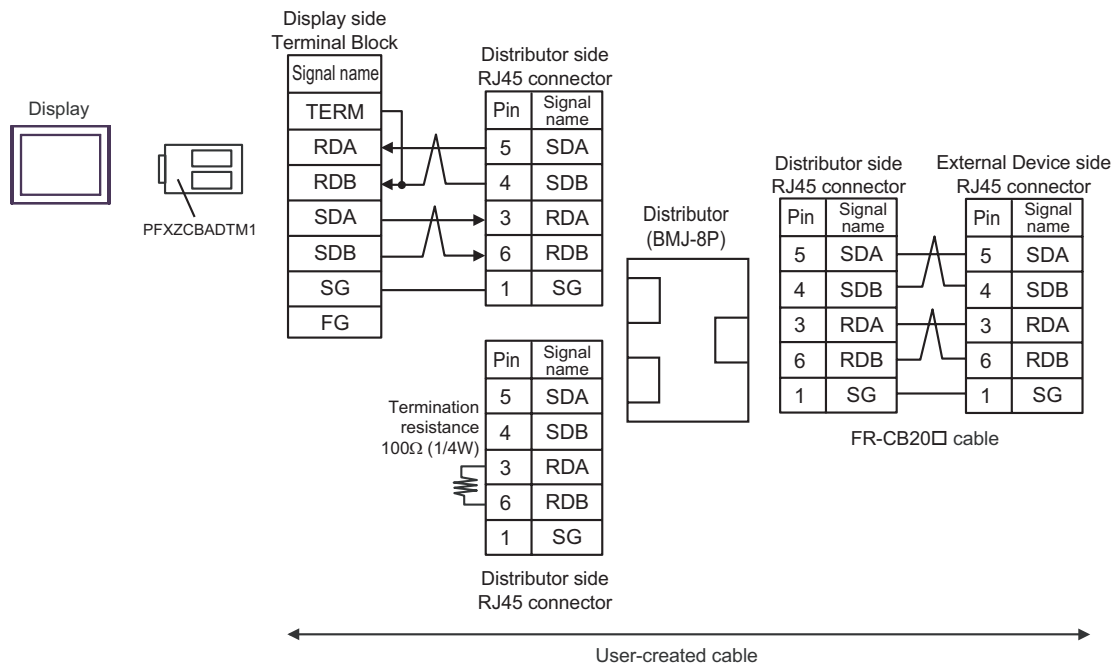 Display
PFXZCBADTM1
Display side
Terminal Block
Signal name
TERM
RDA
RDB
SDA
SDB
SG
FG
Distributor side
RJ45 connector
Pin Signal name
5 SDA
4 SDB
3 RDA
6 RDB
1 SG
Termination
resistance
100Ω (1/4W)
Pin Signal name
5 SDA
4 SDB
3 RDA
6 RDB
1 SG
Distributor side
RJ45 connector
Distributor
(BMJ-8P)
Distributor side
RJ45 connector
Pin Signal name
5 SDA
4 SDB
3 RDA
6 RDB
1 SG
External Device side
RJ45 connector
Pin Signal name
5 SDA
4 SDB
3 RDA
6 RDB
1 SG
FR-CB20□ cable
User-created cable